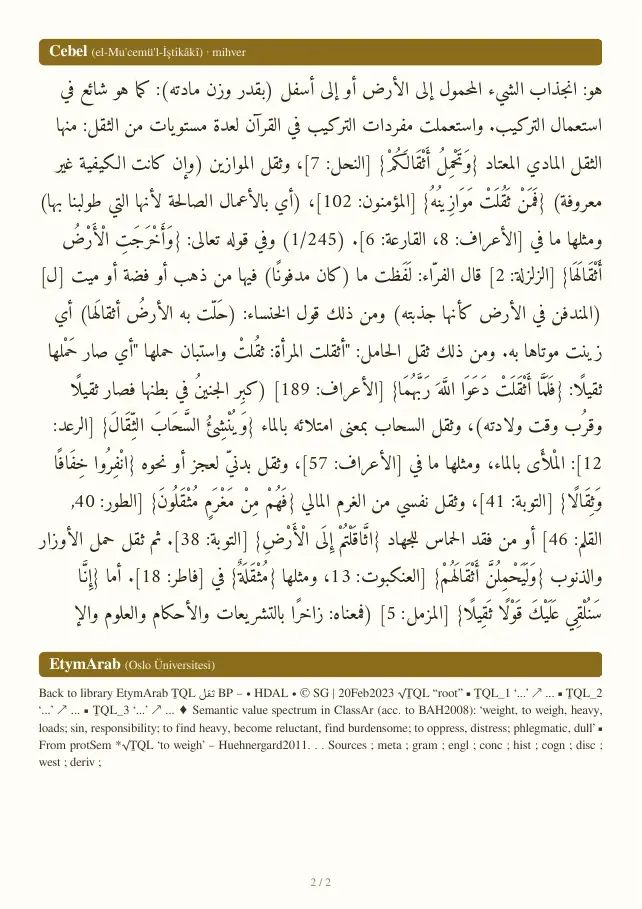 Cebel (el-Mu'cemü'l-İştikâkî) · mihver
هو: انجذاب الشيء المحمول إلى الأرض أو إلى أسفل (بقدر وزن مادته): كما هو شائع في
استعمال التركيب. واستعملت مفردات التركيب في القرآن لعدة مستويات من الثقل: منها
الثقل المادي المعتاد {وَتَحْمِلُ أَثْقَالَكُمْ} [النحل: 7]، وثقل الموازين (وإن كانت الكيفية غير
معروفة) {فَمَنْ ثَقُلَتْ مَوَازِينُهُ} [المؤمنون: 102]، (أي بالأعمال الصالحة لأنها التي طولبنا بها)
ومثلها ما في [الأعراف: 8، القارعة: 6]. (1/245) وفي قوله تعالى: {وَأَخْرَجَتِ الْأَرْضُ
أَثْقَالَهَا} [الزلزلة: 2] قال الفرّاء: لَفَظت ما (كان مدفونًا) فيها من ذهب أو فضة أو ميت [ل]
(المندفن في الأرض كأنها جذبته) ومن ذلك قول الخنساء: (حَلّت به الأرضُ أثقالَها) أي
زينت موتاها به. ومن ذلك ثقل الحامل: "أثقلت المرأة: ثقُلتْ واستبان حملها "أي صار حَمْلها
ثقيلًا: {فَلَمَّا أَثْقَلَتْ دَعَوَا اللَّهَ رَبَّهُمَا} [الأعراف: 189] (كبِر الجنينُ في بطنها فصار ثقيلًا
وقرُب وقت ولادته)، وثقل السحاب بمعنى امتلائه بالماء {وَيُنْشِئُ السَّحَابَ الثِّقَالَ} [الرعد:
12]: الْملْأَى بالماء، ومثلها ما في [الأعراف: 57]، وثقل بدنيّ لعجز أو نحوه {انْفِرُوا خِفَافًا
وَثِقَالًا} [التوبة: 41]، وثقل نفسي من الغرم المالي {فَهُمْ مِنْ مَغْرَمٍ مُثْقَلُونَ} [الطور: 40,
القلم: 46] أو من فقد الحماس للجهاد {اثَّاقَلْتُمْ إِلَى الْأَرْضِ} [التوبة: 38]. ثم ثقل حمل الأوزار
والذنوب {وَلَيَحْمِلُنَّ أَثْقَالَهُمْ} [العنكبوت: 13، ومثلها {مُثْقَلَةٌ} في [فاطر: 18]. أما {إِنَّا
سَنُلْقِي عَلَيْكَ قَوْلًا ثَقِيلًا} [المزمل: 5] (فمعناه: زاخرًا بالتشريعات والأحكام والعلوم والإ
EtymArab (Oslo Üniversitesi)
Back to library EtymArab ṮQL ثقل BP – • HDAL • © SG | 20Feb2023 √ṮQL “root” ▪ ṮQL_1 ‘...’ ↗ ... ▪ ṮQL_2
‘...’ ↗ ... ▪ ṮQL_3 ‘...’ ↗ ... ♦ Semantic value spectrum in ClassAr (acc. to BAH2008): ‘weight, to weigh, heavy,
loads; sin, responsibility; to find heavy, become reluctant, find burdensome; to oppress, distress; phlegmatic, dull’ ▪
From protSem *√ṮQL ‘to weigh’ – Huehnergard2011. . . Sources ; meta ; gram ; engl ; conc ; hist ; cogn ; disc ;
west ; deriv ;
2 / 2